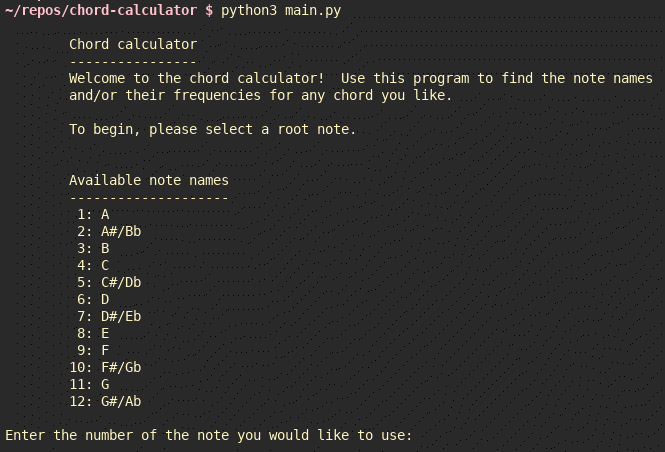 ~/repos/chord-calculator $ python3 main.py
Chord calculator
----------------
Welcome to the chord calculator!  Use this program to find the note names
and/or their frequencies for any chord you like.
To begin, please select a root note.
Available note names
--------------------
1: A
2: A#/Bb
3: B
4: C
5: C#/Db
6: D
7: D#/Eb
8: E
9: F
10: F#/Gb
11: G
12: G#/Ab
Enter the number of the note you would like to use: